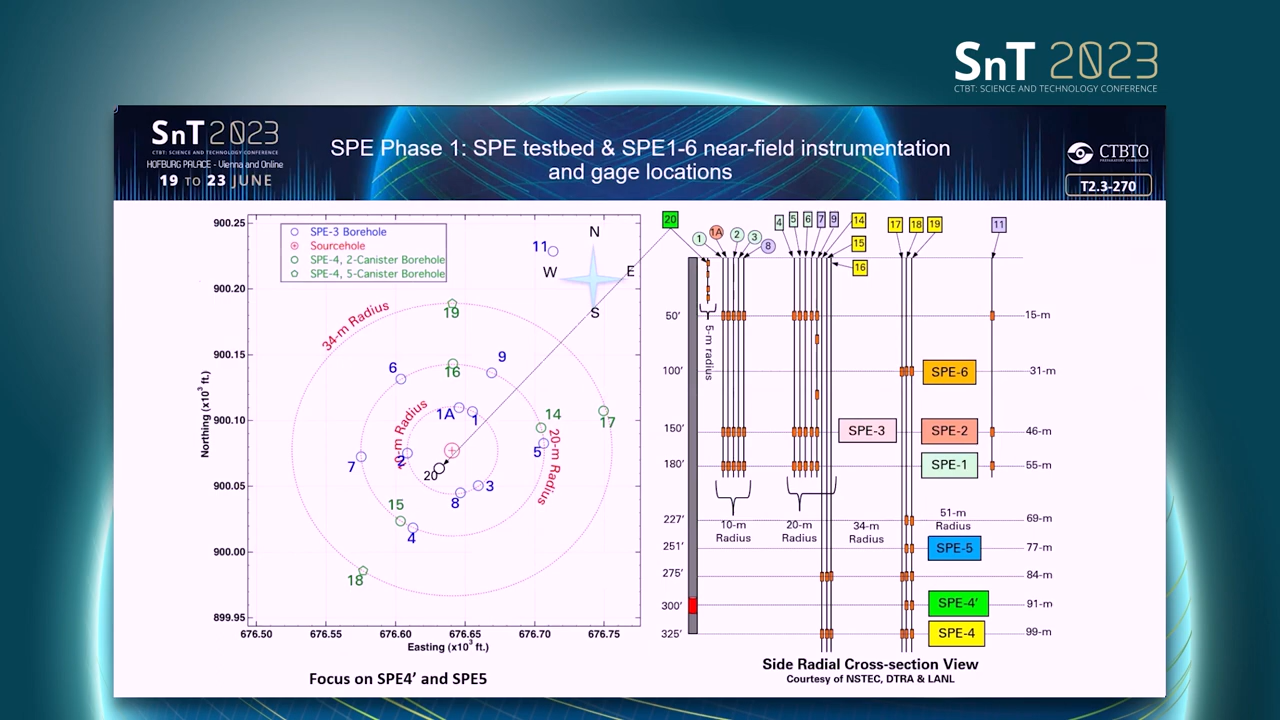 SnT 2023
CTBT: SCIENCE AND TECHNOLOGY CONFERENCE
SnT 2023
CTBT: SCIENCE AND TECHNOLOGY CONFERENCE
HOFBURG PALACE - Vienna and Online
19 TO 23 JUNE
SPE Phase 1: SPE testbed & SPE1-6 near-field instrumentation
and gage locations
CTBTO
PREPARATORY COMMISSION
T2.3-270
SPE-3 Borehole
Sourcehole
SPE-4, 2-Canister Borehole
SPE-4, 5-Canister Borehole
N
W
E
S
11
34-m Radius
19
6
16
9
-m Radius
1A
1
14
17
20-m Radius
5
7
2
20
3
8
15
4
18
900.25
900.20
900.15
900.10
900.05
900.00
899.95
Northing (x10³ ft.)
676.50
676.55
676.60
676.65
676.70
676.75
Easting (x10³ ft.)
Focus on SPE4’ and SPE5
20
1
1A
2
3
8
4
5
6
7
9
14
15
16
17
18
19
11
5-m radius
50’
15-m
100’
SPE-6
31-m
150’
SPE-3
SPE-2
46-m
180’
SPE-1
55-m
10-m
Radius
20-m
Radius
34-m
Radius
51-m
Radius
227’
69-m
251’
SPE-5
77-m
275’
84-m
300’
SPE-4’
91-m
325’
SPE-4
99-m
Side Radial Cross-section View
Courtesy of NSTEC, DTRA & LANL